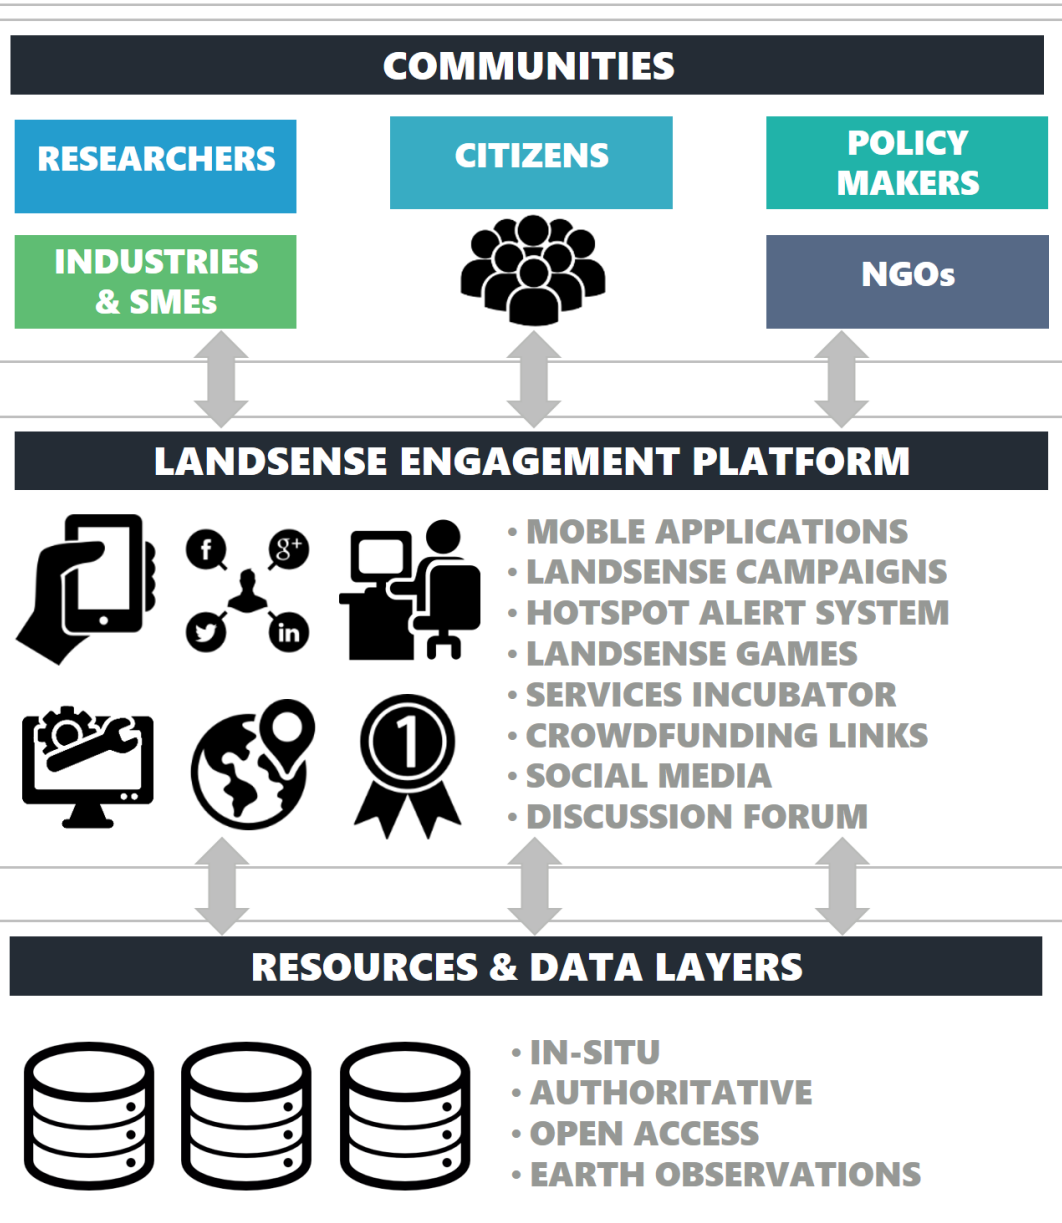 COMMUNITIES
RESEARCHERS
CITIZENS
POLICY
MAKERS
INDUSTRIES
& SMEs
NGOs
LANDSENSE ENGAGEMENT PLATFORM
f
g+
in
1
• MOBLE APPLICATIONS
• LANDSENSE CAMPAIGNS
• HOTSPOT ALERT SYSTEM
• LANDSENSE GAMES
• SERVICES INCUBATOR
• CROWDFUNDING LINKS
• SOCIAL MEDIA
• DISCUSSION FORUM
RESOURCES & DATA LAYERS
• IN-SITU
• AUTHORITATIVE
• OPEN ACCESS
• EARTH OBSERVATIONS